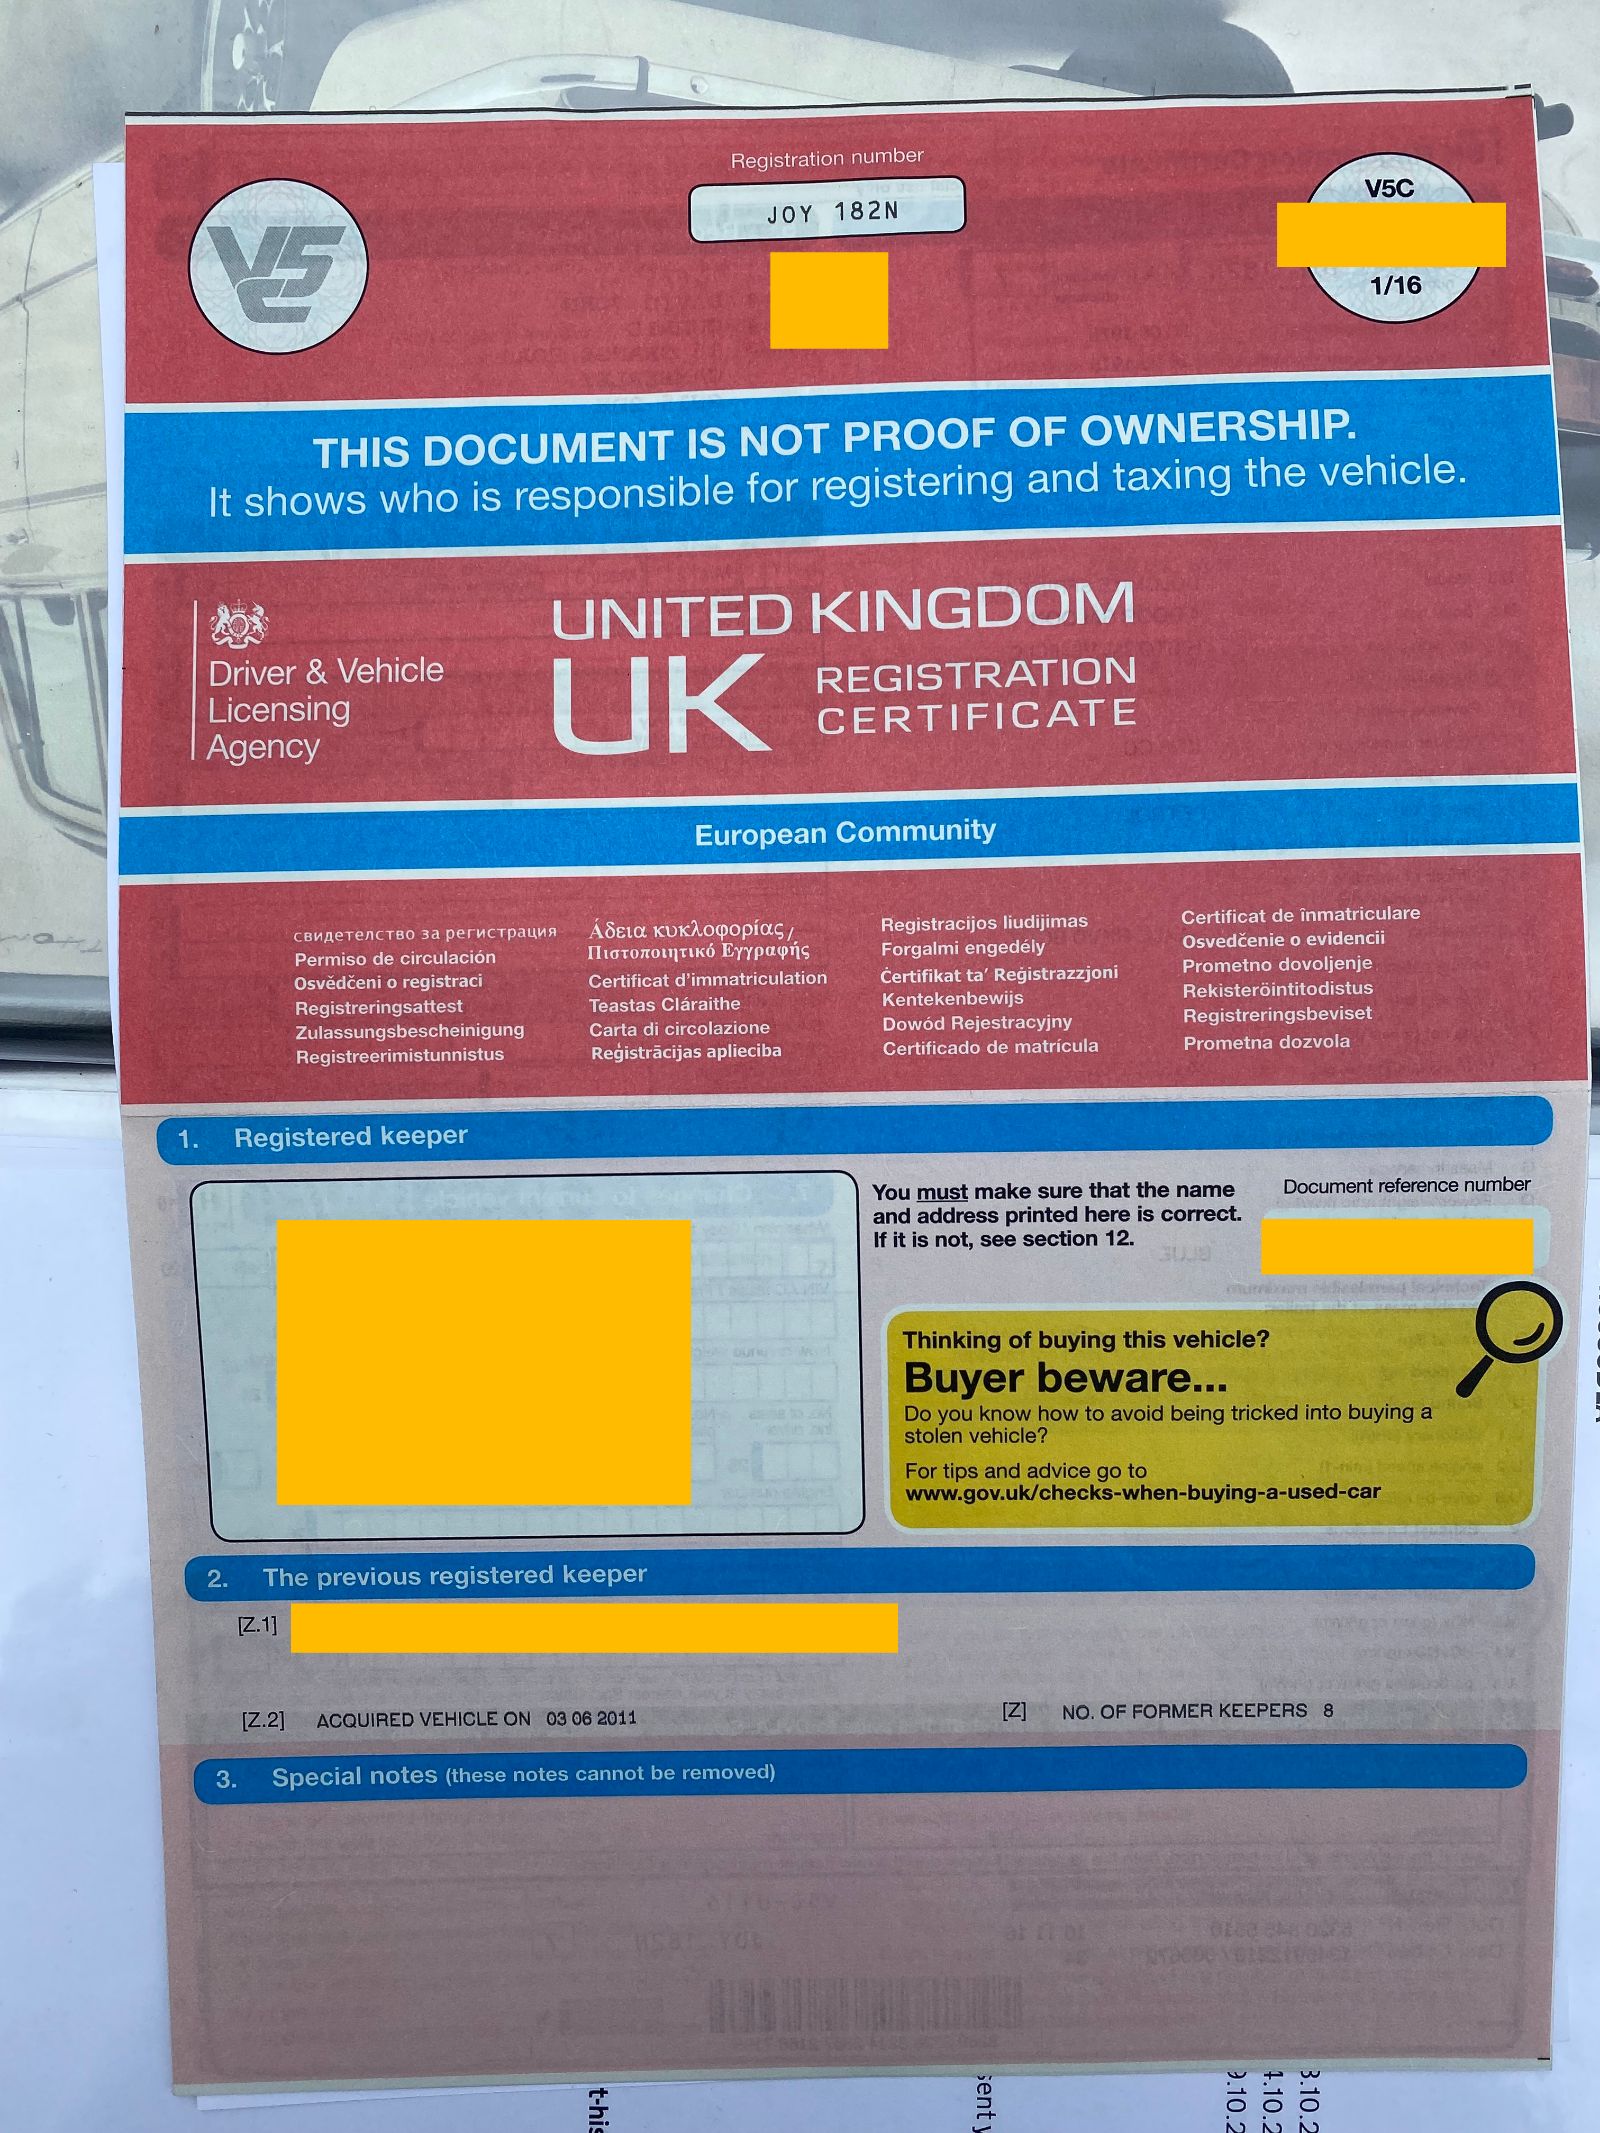 Registration number
JOY 182N
V5C
V5C
1/16
THIS DOCUMENT IS NOT PROOF OF OWNERSHIP.
It shows who is responsible for registering and taxing the vehicle.
Driver & Vehicle
Licensing
Agency
UNITED KINGDOM
UK
REGISTRATION
CERTIFICATE
European Community
свидетелство за регистрация
Permiso de circulación
Osvědčeni o registraci
Registreringsattest
Zulassungsbescheinigung
Registreerimistunnistus
Άδεια κυκλοφορίας/
Πιστοποιητικό Εγγραφής
Certificat d'immatriculation
Teastas Cláraithe
Carta di circolazione
Reģistrācijas apliecība
Registracijos liudijimas
Forgalmi engedély
Ċertifikat ta' Reġistrazzjoni
Kentekenbewijs
Dowód Rejestracyjny
Certificado de matrícula
Certificat de înmatriculare
Osvedčenie o evidencii
Prometno dovoljenje
Rekisteröintitodistus
Registreringsbeviset
Prometna dozvola
1. Registered keeper
You must make sure that the name
and address printed here is correct.
If it is not, see section 12.
Document reference number
Thinking of buying this vehicle?
Buyer beware...
Do you know how to avoid being tricked into buying a
stolen vehicle?
For tips and advice go to
www.gov.uk/checks-when-buying-a-used-car
2. The previous registered keeper
[Z.1]
[Z.2] ACQUIRED VEHICLE ON 03 06 2011
[Z] NO. OF FORMER KEEPERS 8
3. Special notes (these notes cannot be removed)